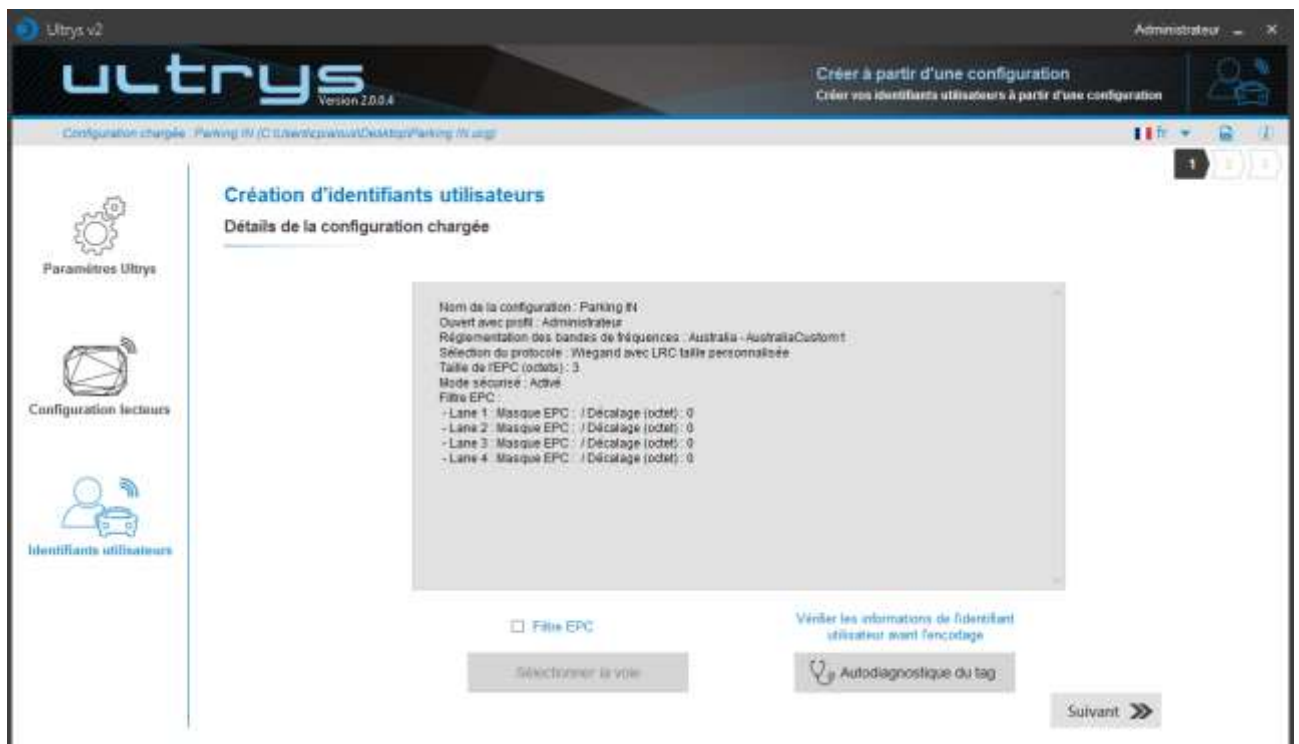 Ultrys v2
Administrateur
ultrys
Version 2.0.0.4
Créer à partir d'une configuration
Créer vos identifiants utilisateurs à partir d'une configuration
Configuration chargée : Parking IN
fr
1 2 3
Création d'identifiants utilisateurs
Détails de la configuration chargée
Paramètres Ultrys
Configuration lecteurs
Identifiants utilisateurs
Nom de la configuration : Parking IN
Ouvert avec profil : Administrateur
Réglementation des bandes de fréquences : Australia - AustraliaCustom1
Sélection du protocole : Wiegand avec LRC taille personnalisée
Taille de l'EPC (octets) : 3
Mode sécurisé : Activé
Filtre EPC :
- Lane 1 : Masque EPC : / Décalage (octet) : 0
- Lane 2 : Masque EPC : / Décalage (octet) : 0
- Lane 3 : Masque EPC : / Décalage (octet) : 0
- Lane 4 : Masque EPC : / Décalage (octet) : 0
Filtre EPC
Sélectionner la voie
Vérifier les informations de l'identifiant
utilisateur avant l'encodage
Autodiagnostique du tag
Suivant